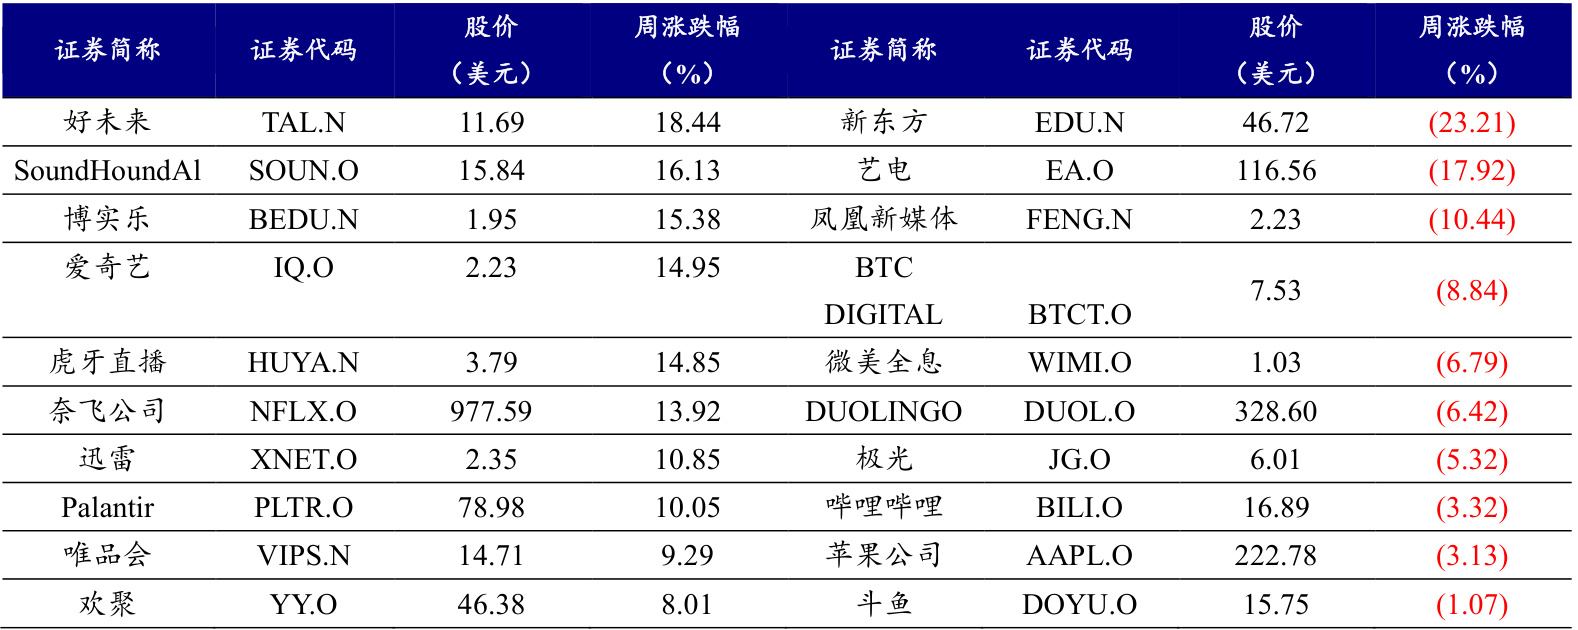 证券简称 证券代码 股价（美元） 周涨跌幅（%） 证券简称 证券代码 股价（美元） 周涨跌幅（%）
好未来 TAL.N 11.69 18.44 新东方 EDU.N 46.72 (23.21)
SoundHoundAl SOUN.O 15.84 16.13 艺电 EA.O 116.56 (17.92)
博实乐 BEDU.N 1.95 15.38 凤凰新媒体 FENG.N 2.23 (10.44)
爱奇艺 IQ.O 2.23 14.95 BTC DIGITAL BTCT.O 7.53 (8.84)
虎牙直播 HUYA.N 3.79 14.85 微美全息 WIMI.O 1.03 (6.79)
奈飞公司 NFLX.O 977.59 13.92 DUOLINGO DUOL.O 328.60 (6.42)
迅雷 XNET.O 2.35 10.85 极光 JG.O 6.01 (5.32)
Palantir PLTR.O 78.98 10.05 哔哩哔哩 BILI.O 16.89 (3.32)
唯品会 VIPS.N 14.71 9.29 苹果公司 AAPL.O 222.78 (3.13)
欢聚 YY.O 46.38 8.01 斗鱼 DOYU.O 15.75 (1.07)